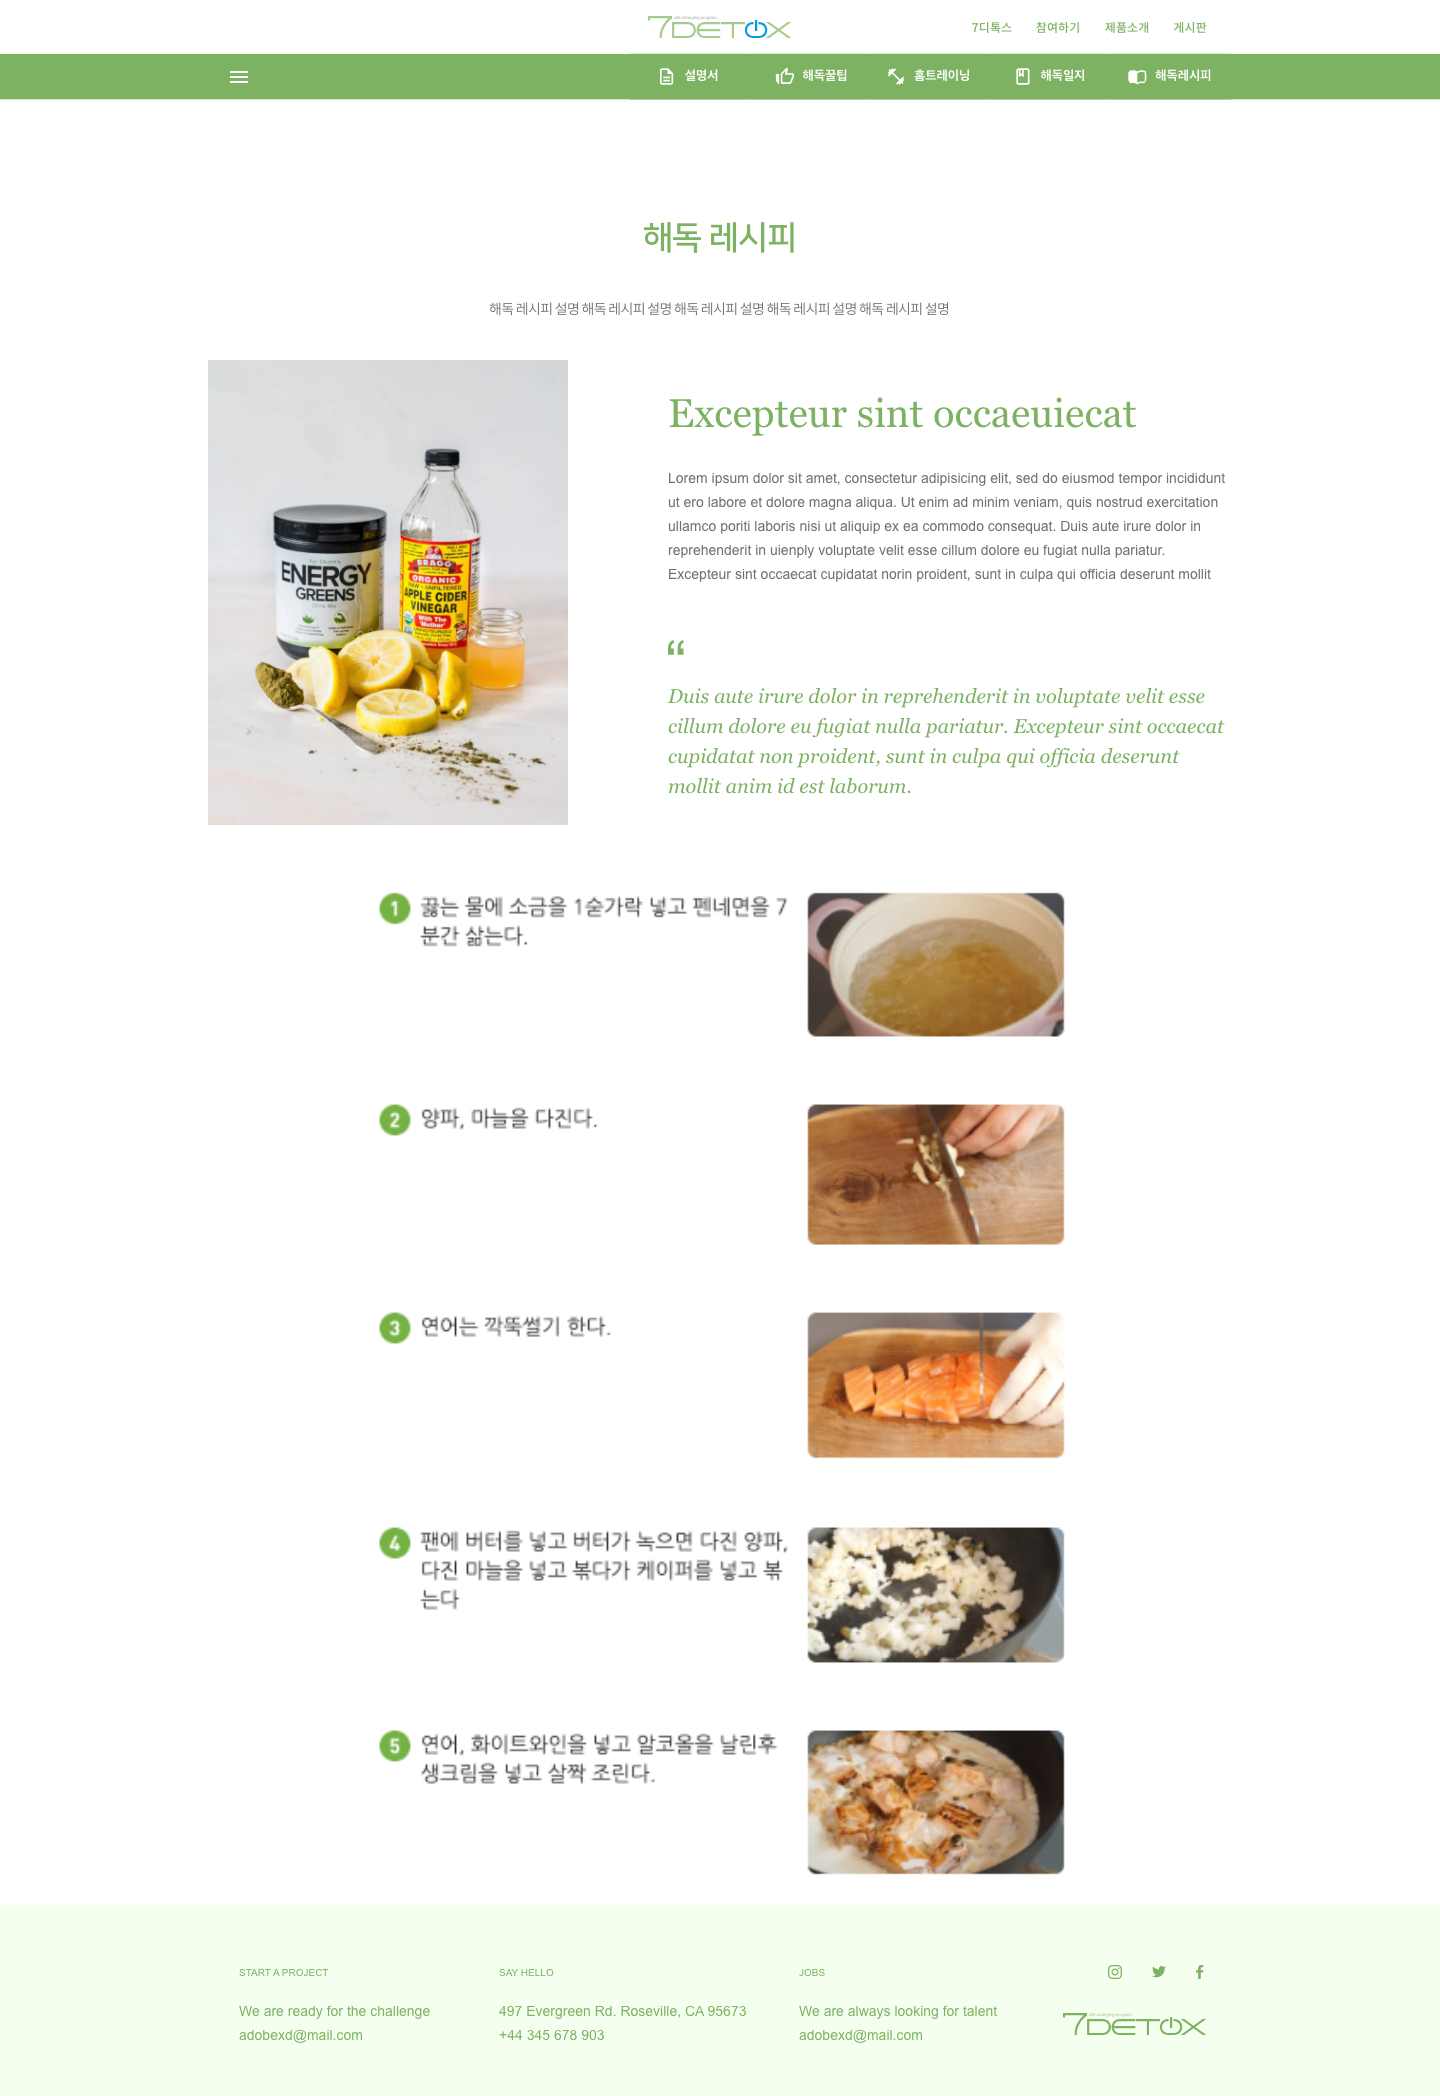 7DETOX
7디톡스
참여하기
제품소개
게시판
설명서
해독꿀팁
홈트레이닝
해독일지
해독레시피
해독 레시피
해독 레시피 설명 해독 레시피 설명 해독 레시피 설명 해독 레시피 설명 해독 레시피 설명
ENERGY
GREENS
Drink Mix
BRAGG
ORGANIC
RAW - UNFILTERED
APPLE CIDER
VINEGAR
With The
'Mother'
Excepteur sint occaeuiecat
Lorem ipsum dolor sit amet, consectetur adipisicing elit, sed do eiusmod tempor incididunt
ut ero labore et dolore magna aliqua. Ut enim ad minim veniam, quis nostrud exercitation
ullamco poriti laboris nisi ut aliquip ex ea commodo consequat. Duis aute irure dolor in
reprehenderit in uienply voluptate velit esse cillum dolore eu fugiat nulla pariatur.
Excepteur sint occaecat cupidatat norin proident, sunt in culpa qui officia deserunt mollit
“
Duis aute irure dolor in reprehenderit in voluptate velit esse
cillum dolore eu fugiat nulla pariatur. Excepteur sint occaecat
cupidatat non proident, sunt in culpa qui officia deserunt
mollit anim id est laborum.
1 끓는 물에 소금을 1숟가락 넣고 펜네면을 7
분간 삶는다.
2 양파, 마늘을 다진다.
3 연어는 깍뚝썰기 한다.
4 팬에 버터를 넣고 버터가 녹으면 다진 양파,
다진 마늘을 넣고 볶다가 케이퍼를 넣고 볶
는다
5 연어, 화이트와인을 넣고 알코올을 날린후
생크림을 넣고 살짝 조린다.
START A PROJECT
We are ready for the challenge
adobexd@mail.com
SAY HELLO
497 Evergreen Rd. Roseville, CA 95673
+44 345 678 903
JOBS
We are always looking for talent
adobexd@mail.com
7DETOX